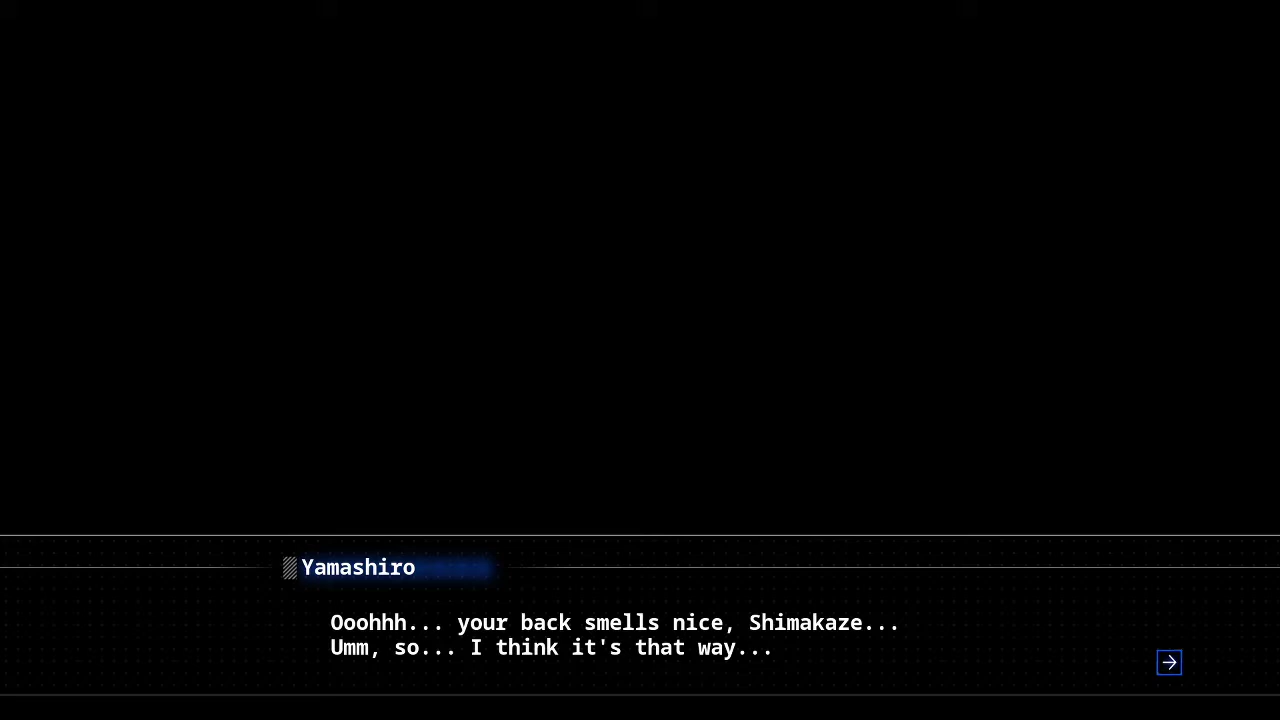 Yamashiro
Ooohhh... your back smells nice, Shimakaze...
Umm, so... I think it's that way...